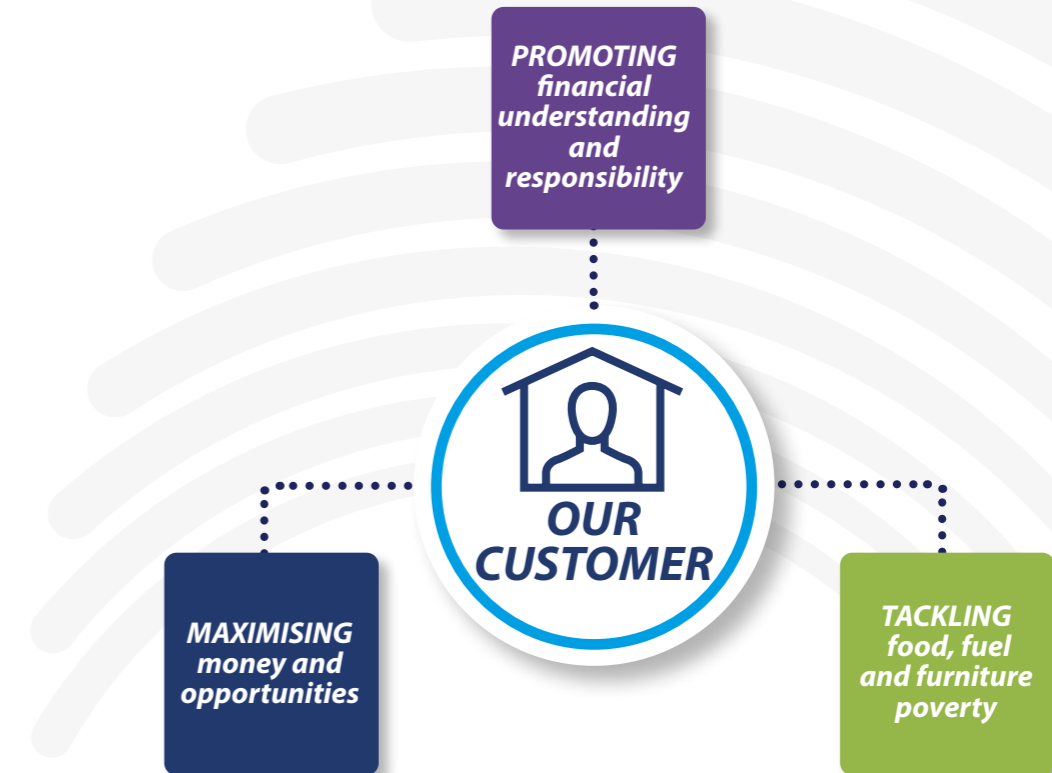 PROMOTING
financial
understanding
and
responsibility
OUR
CUSTOMER
MAXIMISING
money and
opportunities
TACKLING
food, fuel
and furniture
poverty